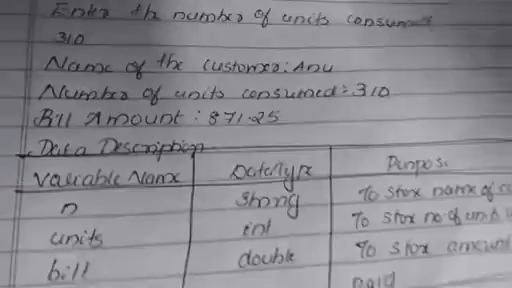 Enter the number of units consumed
310
Name of the customer: Anu
Number of units consumed: 310
Bill Amount: 871.25
Data Description
Variable Name DataType Purpose
n String To store name of
units int To store no of unit
bill double To store amount
paid